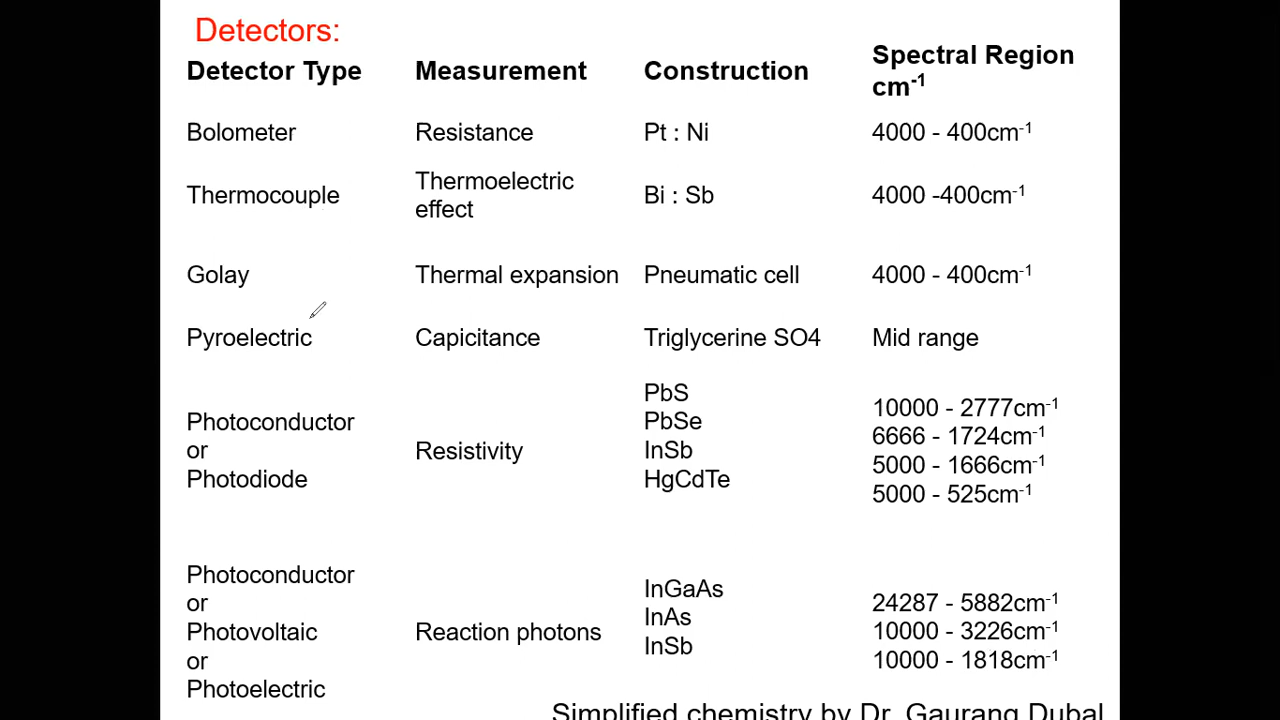 Detectors:
Detector Type Measurement Construction Spectral Region cm-1
Bolometer Resistance Pt : Ni 4000 - 400cm-1
Thermocouple Thermoelectric effect Bi : Sb 4000 -400cm-1
Golay Thermal expansion Pneumatic cell 4000 - 400cm-1
Pyroelectric Capicitance Triglycerine SO4 Mid range
Photoconductor
or
Photodiode
Resistivity
PbS
PbSe
InSb
HgCdTe
10000 - 2777cm-1
6666 - 1724cm-1
5000 - 1666cm-1
5000 - 525cm-1
Photoconductor
or
Photovoltaic
or
Photoelectric
Reaction photons
InGaAs
InAs
InSb
24287 - 5882cm-1
10000 - 3226cm-1
10000 - 1818cm-1
Simplified chemistry by Dr. Gaurang Dubal